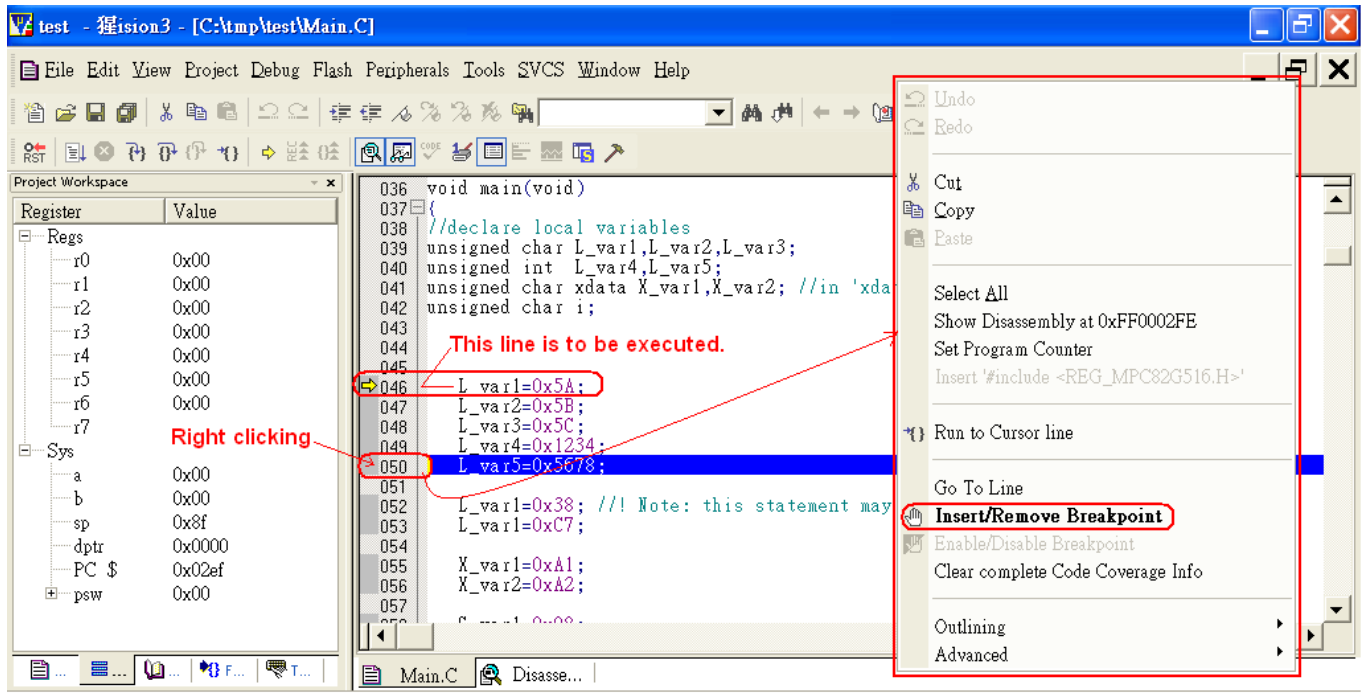 test - 猩ision3 - [C:\tmp\test\Main.C]
File Edit View Project Debug Flash Peripherals Tools SVCS Window Help
RST
CODE
Project Workspace
Register Value
Regs
r0 0x00
r1 0x00
r2 0x00
r3 0x00
r4 0x00
r5 0x00
r6 0x00
r7
Sys
a 0x00
b 0x00
sp 0x8f
dptr 0x0000
PC $ 0x02ef
psw 0x00
... ... ... F... T...
036 void main(void)
037 {
038 //declare local variables
039 unsigned char L_var1,L_var2,L_var3;
040 unsigned int L_var4,L_var5;
041 unsigned char xdata X_var1,X_var2; //in 'xda
042 unsigned char i;
043
044
045
046 L_var1=0x5A;
047 L_var2=0x5B;
048 L_var3=0x5C;
049 L_var4=0x1234;
050 L_var5=0x5678;
051
052 L_var1=0x38; //! Note: this statement may
053 L_var1=0xC7;
054
055 X_var1=0xA1;
056 X_var2=0xA2;
057
This line is to be executed.
Right clicking
Main.C Disasse...
Undo
Redo
Cut
Copy
Paste
Select All
Show Disassembly at 0xFF0002FE
Set Program Counter
Insert '#include <REG_MPC82G516.H>'
Run to Cursor line
Go To Line
Insert/Remove Breakpoint
Enable/Disable Breakpoint
Clear complete Code Coverage Info
Outlining
Advanced